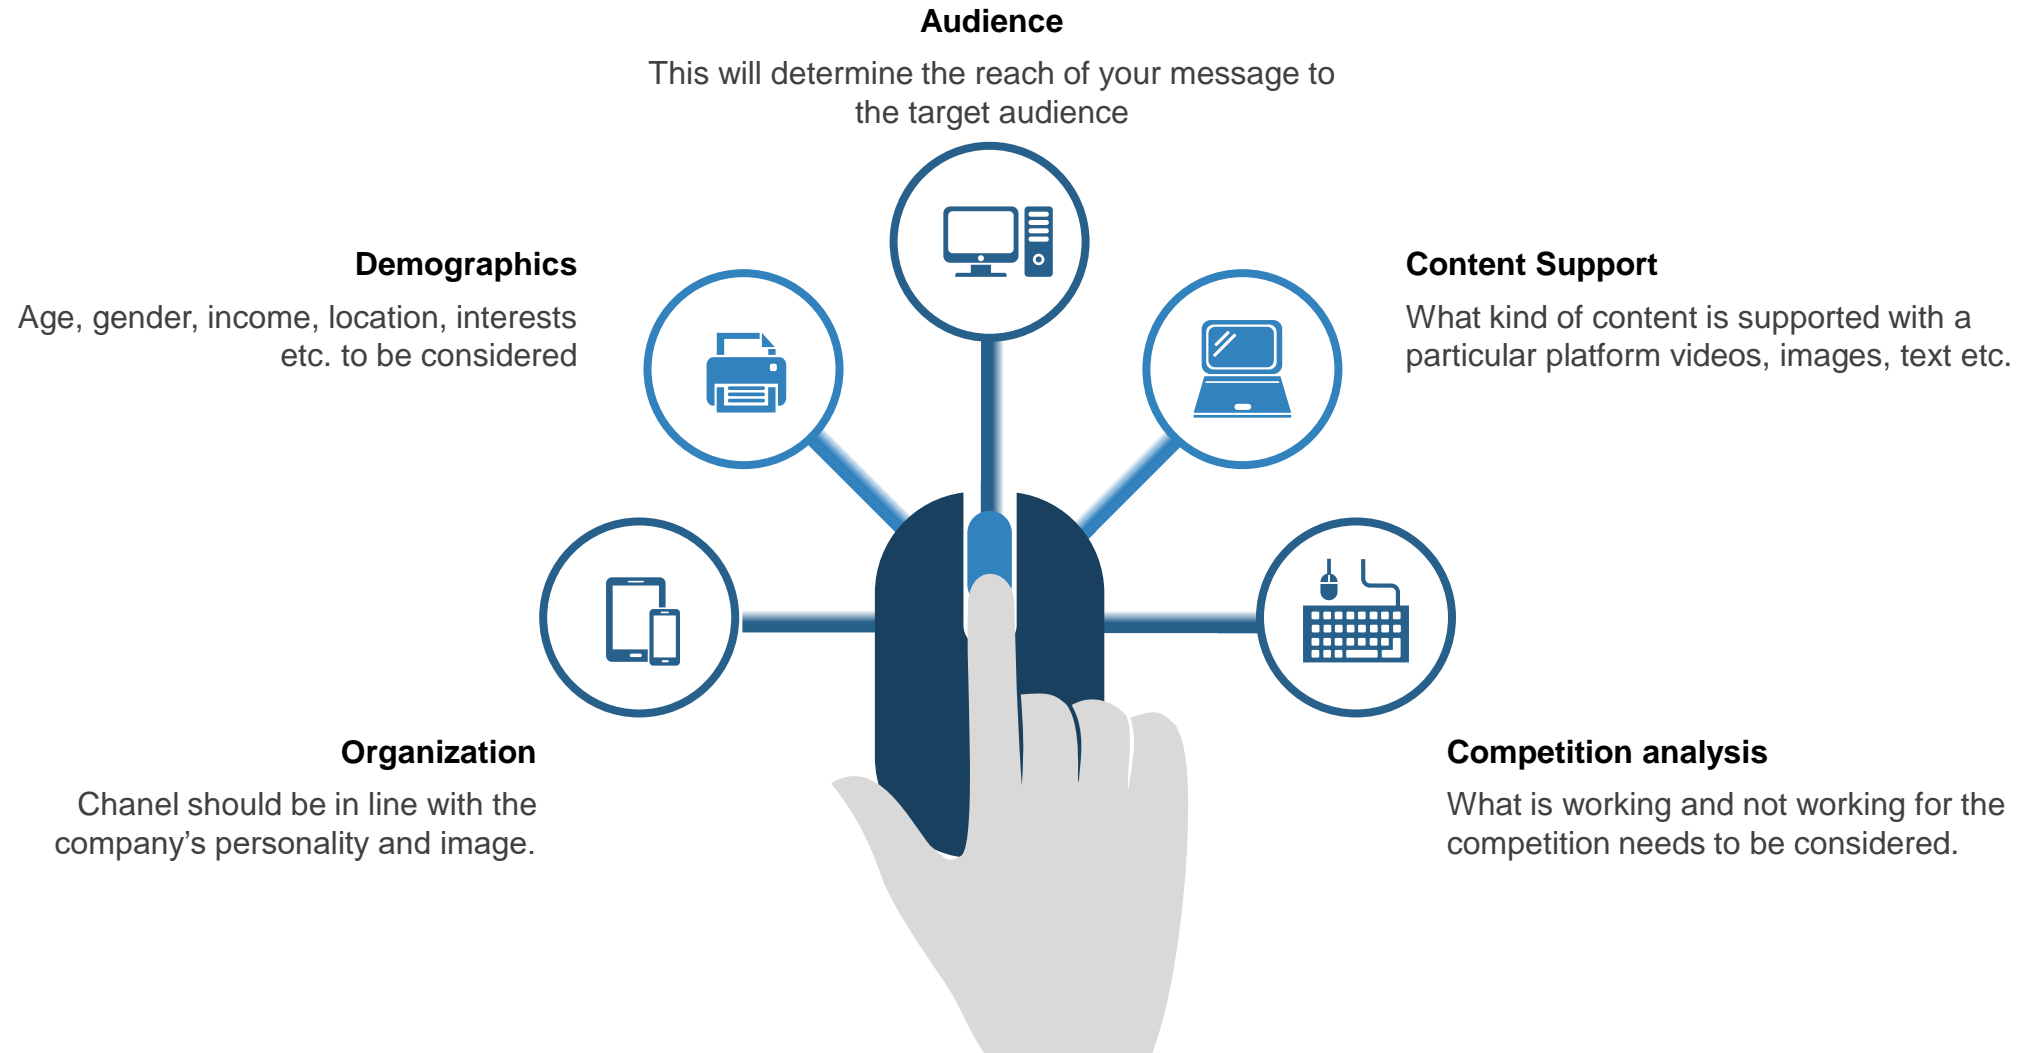 Audience
This will determine the reach of your message to
the target audience
Demographics
Age, gender, income, location, interests
etc. to be considered
Content Support
What kind of content is supported with a
particular platform videos, images, text etc.
Organization
Chanel should be in line with the
company’s personality and image.
Competition analysis
What is working and not working for the
competition needs to be considered.